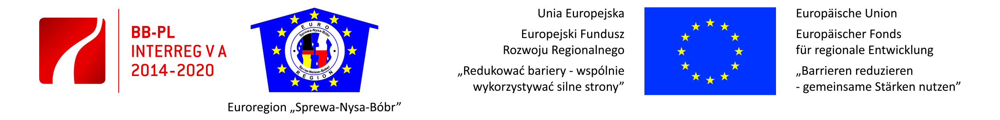 BB-PL
INTERREG V A
2014-2020
EURO
Sprewa-Nysa-Bóbr
Spree-Neisse-Bober
REGION
Euroregion „Sprewa-Nysa-Bóbr”
Unia Europejska
Europejski Fundusz
Rozwoju Regionalnego
„Redukować bariery - wspólnie
wykorzystywać silne strony”
Europäische Union
Europäischer Fonds
für regionale Entwicklung
„Barrieren reduzieren
- gemeinsame Stärken nutzen”